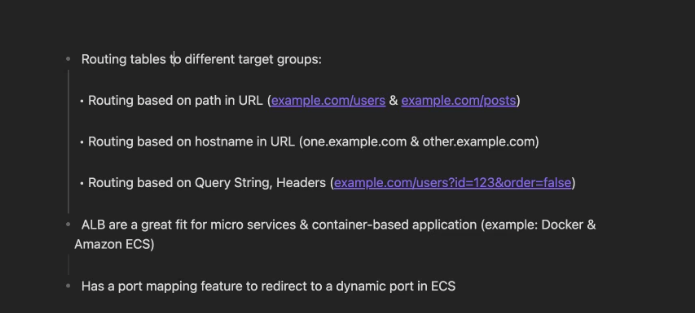 • Routing tables to different target groups:
• Routing based on path in URL (example.com/users & example.com/posts)
• Routing based on hostname in URL (one.example.com & other.example.com)
• Routing based on Query String, Headers (example.com/users?id=123&order=false)
• ALB are a great fit for micro services & container-based application (example: Docker &
Amazon ECS)
• Has a port mapping feature to redirect to a dynamic port in ECS